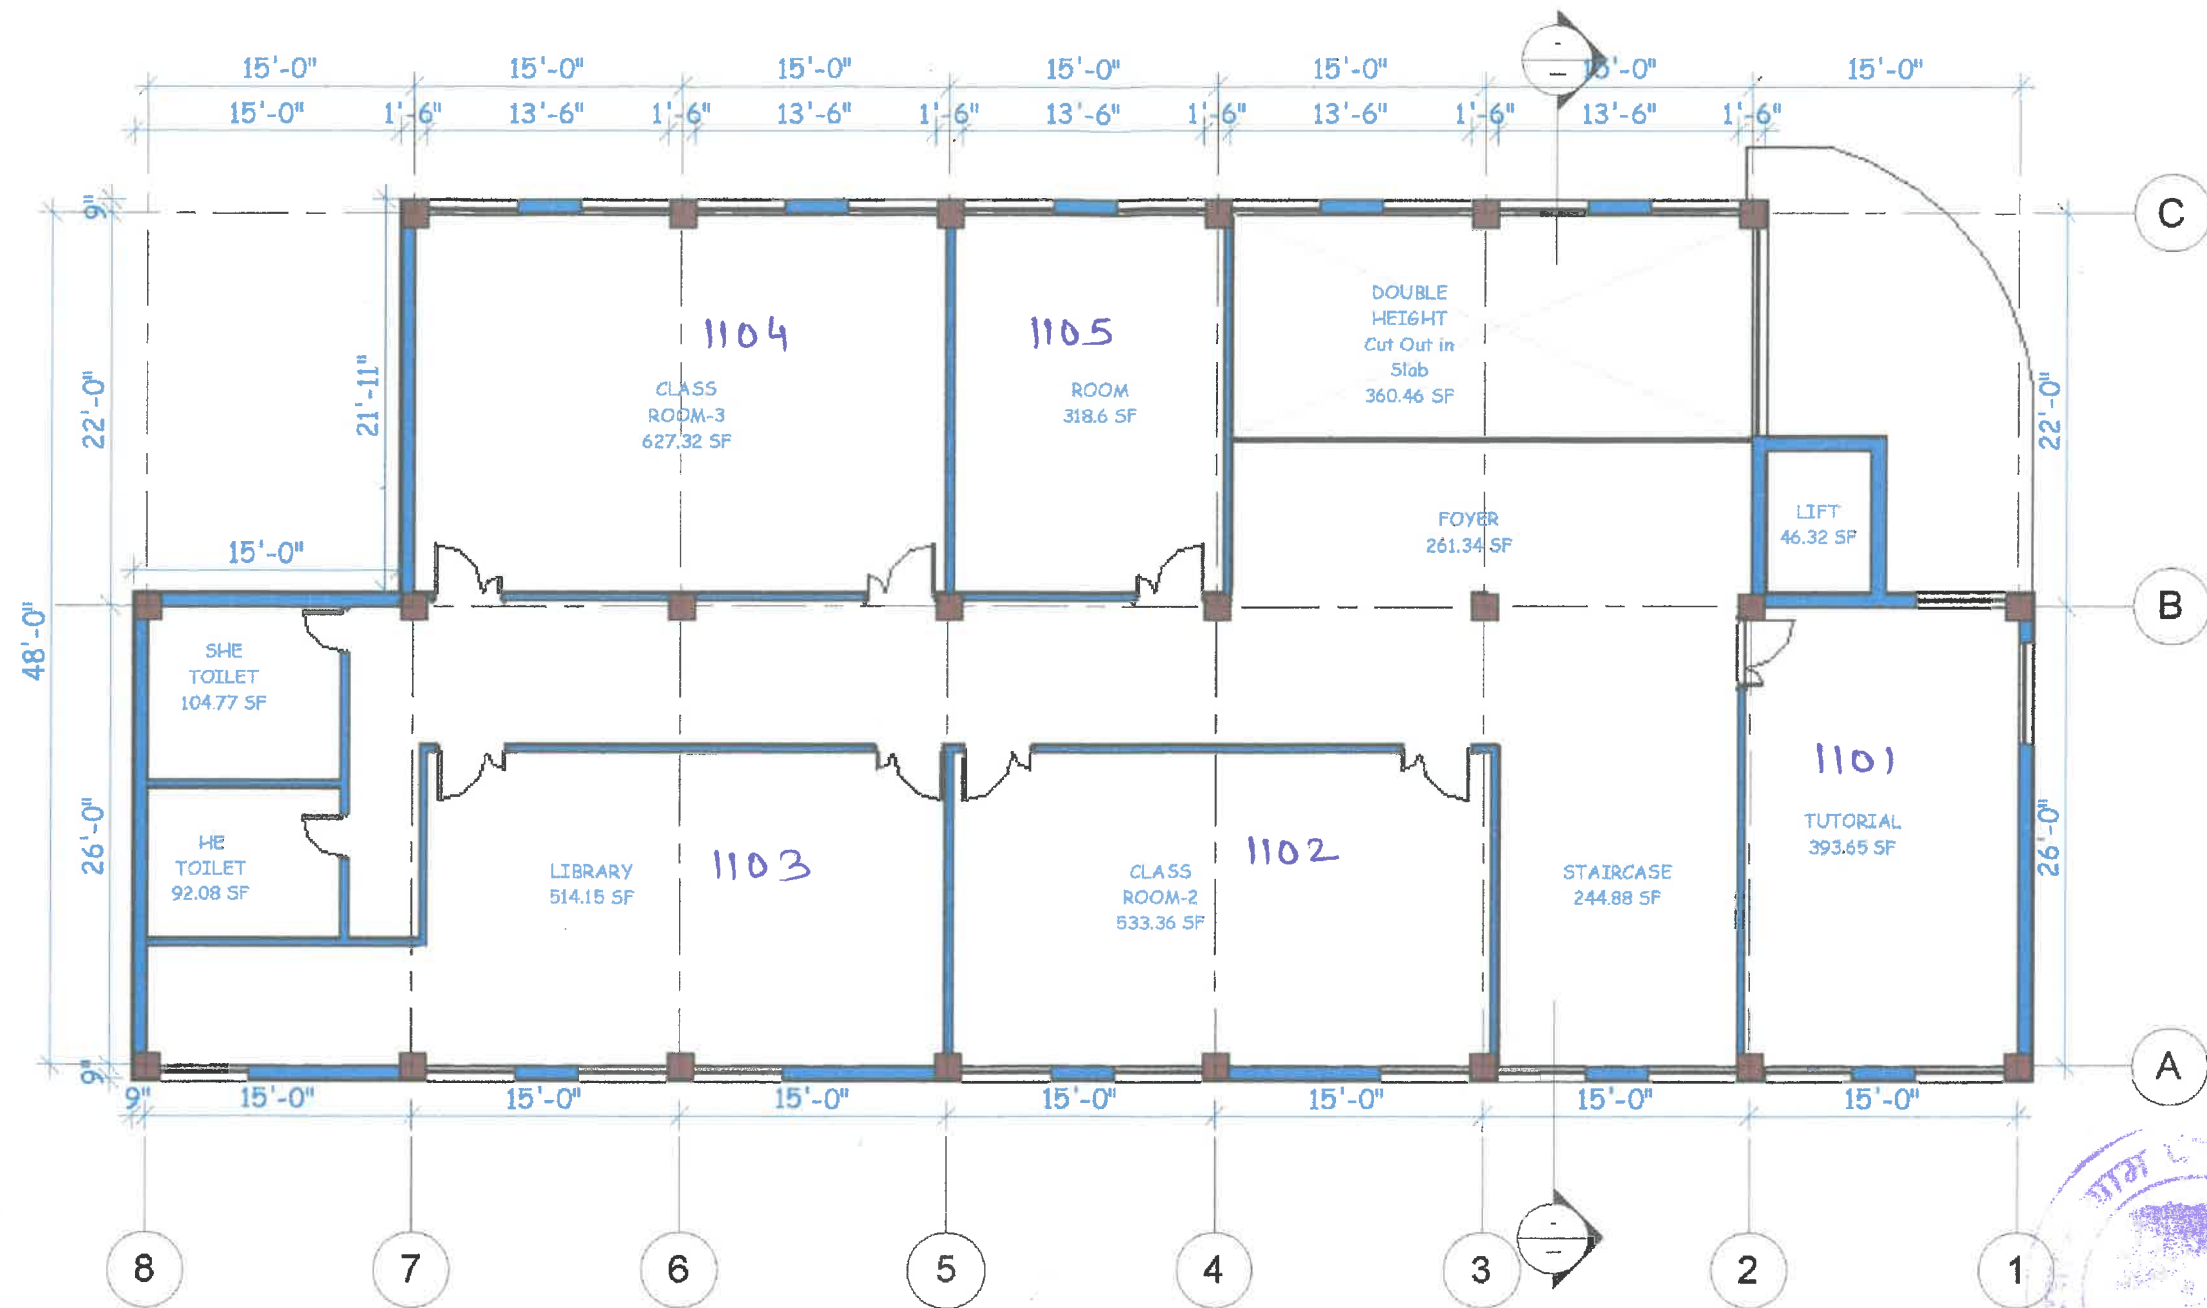 15'-0" 15'-0" 15'-0" 15'-0" 15'-0" 15'-0" 15'-0"
15'-0" 1'-6" 13'-6" 1'-6" 13'-6" 1'-6" 13'-6" 1'-6" 13'-6" 1'-6" 13'-6" 1'-6"
9"
C
22'-0"
21'-11"
15'-0"
48'-0"
26'-0"
9"
1104
CLASS
ROOM-3
627.32 SF
1105
ROOM
318.6 SF
DOUBLE
HEIGHT
Cut Out in
Slab
360.46 SF
22'-0"
FOYER
261.34 SF
LIFT
46.32 SF
B
SHE
TOILET
104.77 SF
HE
TOILET
92.08 SF
LIBRARY
514.15 SF
1103
1102
CLASS
ROOM-2
533.36 SF
STAIRCASE
244.88 SF
1101
TUTORIAL
393.65 SF
26'-0"
A
9" 15'-0" 15'-0" 15'-0" 15'-0" 15'-0" 15'-0" 15'-0"
8 7 6 5 4 3 2 1